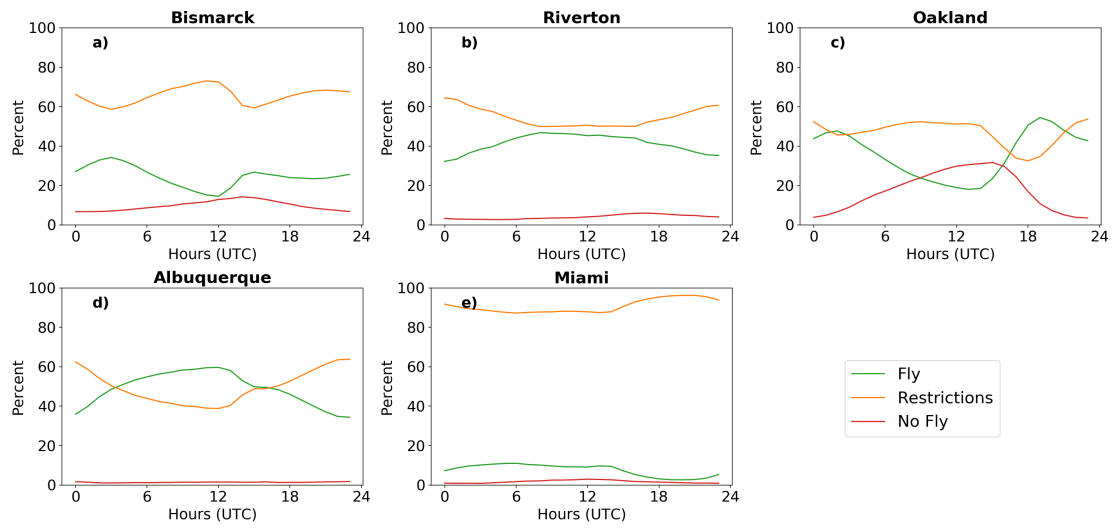 Bismarck
a)
100
80
60
40
20
0
Percent
0 6 12 18 24
Hours (UTC)
Riverton
b)
100
80
60
40
20
0
Percent
0 6 12 18 24
Hours (UTC)
Oakland
c)
100
80
60
40
20
0
Percent
0 6 12 18 24
Hours (UTC)
Albuquerque
d)
100
80
60
40
20
0
Percent
0 6 12 18 24
Hours (UTC)
Miami
e)
100
80
60
40
20
0
Percent
0 6 12 18 24
Hours (UTC)
Fly
Restrictions
No Fly